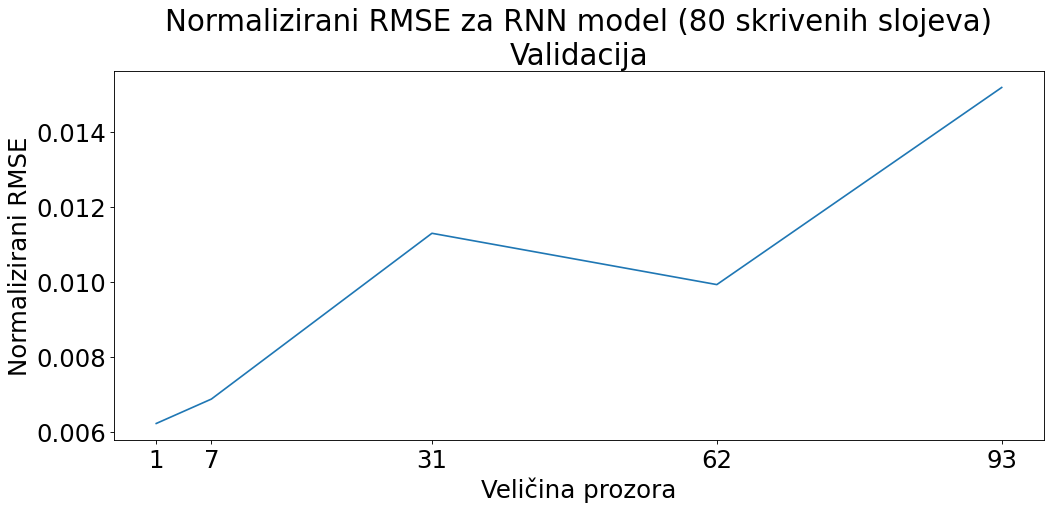 Normalizirani RMSE za RNN model (80 skrivenih slojeva)
Validacija
Normalizirani RMSE
0.014
0.012
0.010
0.008
0.006
1 7 31 62 93
Veličina prozora